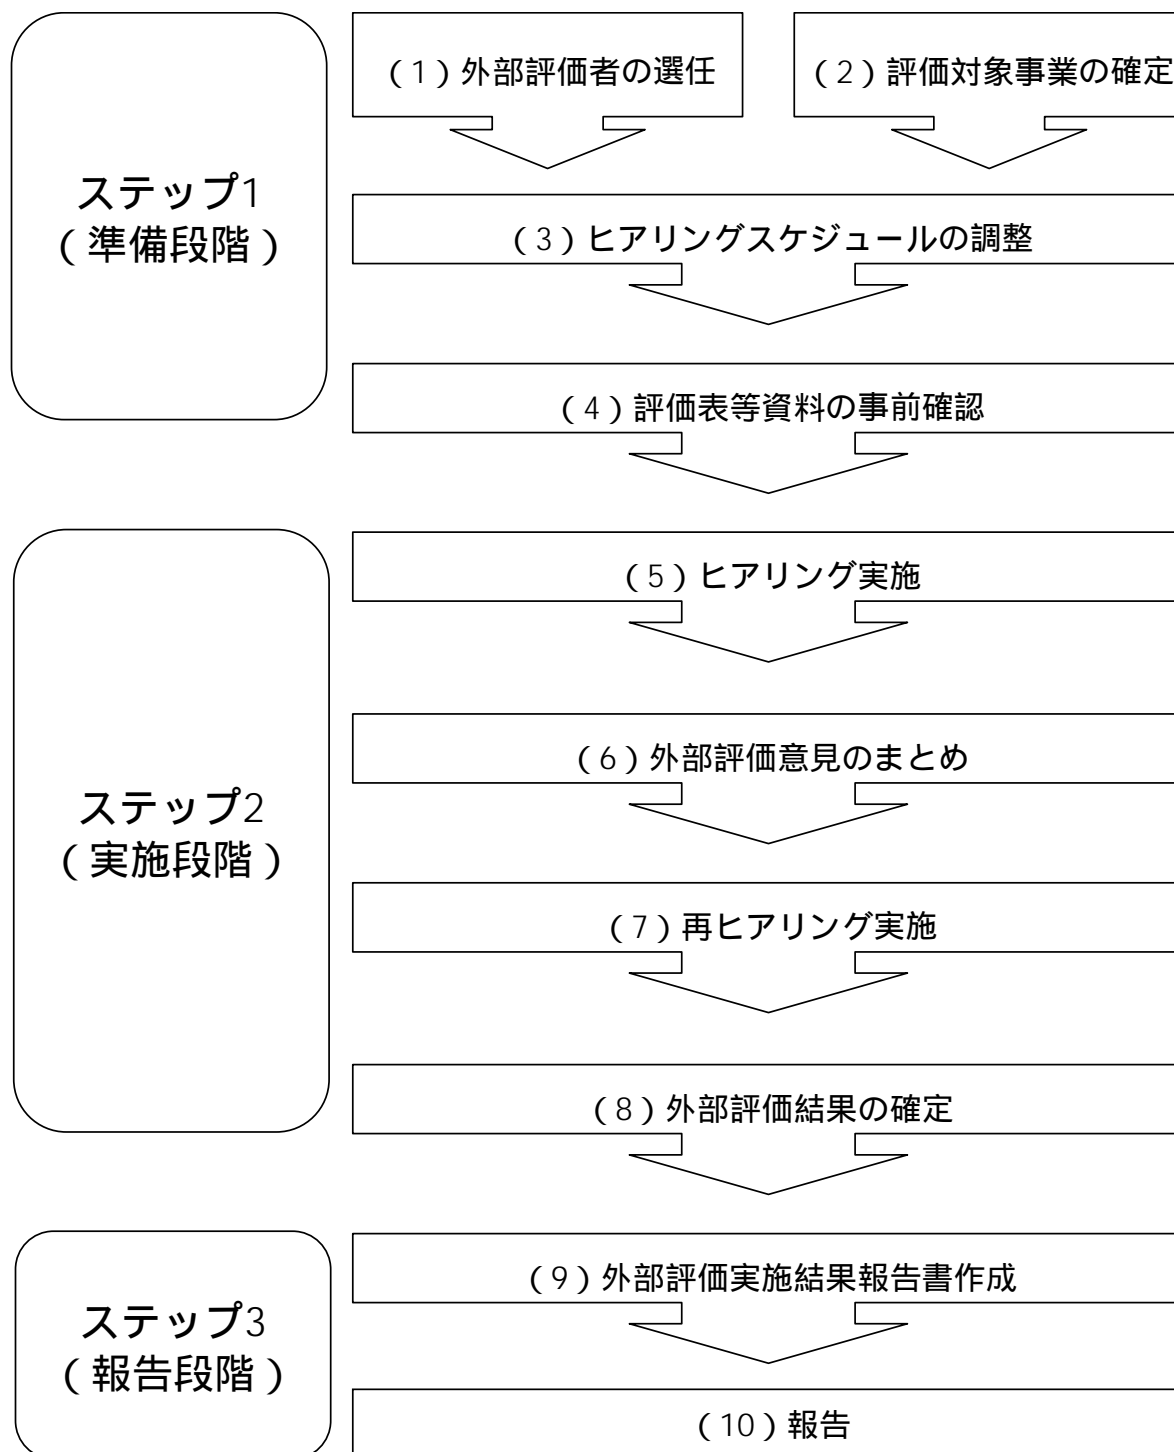 ステップ1
（準備段階）
（1）外部評価者の選任
（2）評価対象事業の確定
（3）ヒアリングスケジュールの調整
（4）評価表等資料の事前確認
ステップ2
（実施段階）
（5）ヒアリング実施
（6）外部評価意見のまとめ
（7）再ヒアリング実施
（8）外部評価結果の確定
ステップ3
（報告段階）
（9）外部評価実施結果報告書作成
（10）報告